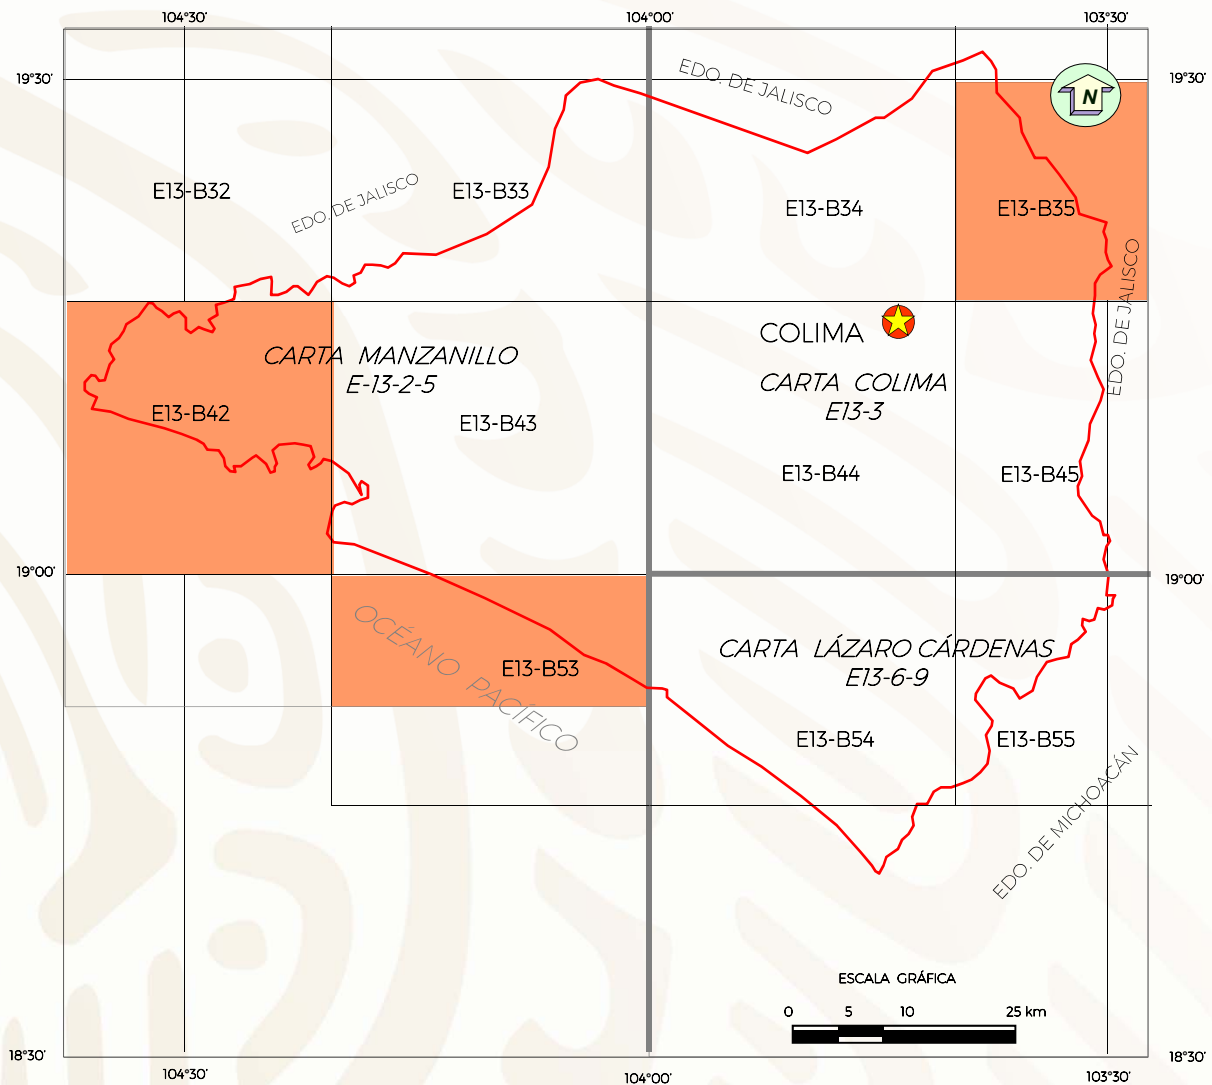 104°30'
104°00'
103°30'
19°30'
19°30'
EDO. DE JALISCO
N
E13-B32
EDO. DE JALISCO
E13-B33
E13-B34
E13-B35
EDO. DE JALISCO
COLIMA
CARTA MANZANILLO
E-13-2-5
CARTA COLIMA
E13-3
E13-B42
E13-B43
E13-B44
E13-B45
19°00'
19°00'
OCÉANO PACÍFICO
E13-B53
CARTA LÁZARO CÁRDENAS
E13-6-9
E13-B54
E13-B55
EDO. DE MICHOACÁN
ESCALA GRÁFICA
0 5 10 25 km
18°30'
18°30'
104°30'
104°00'
103°30'